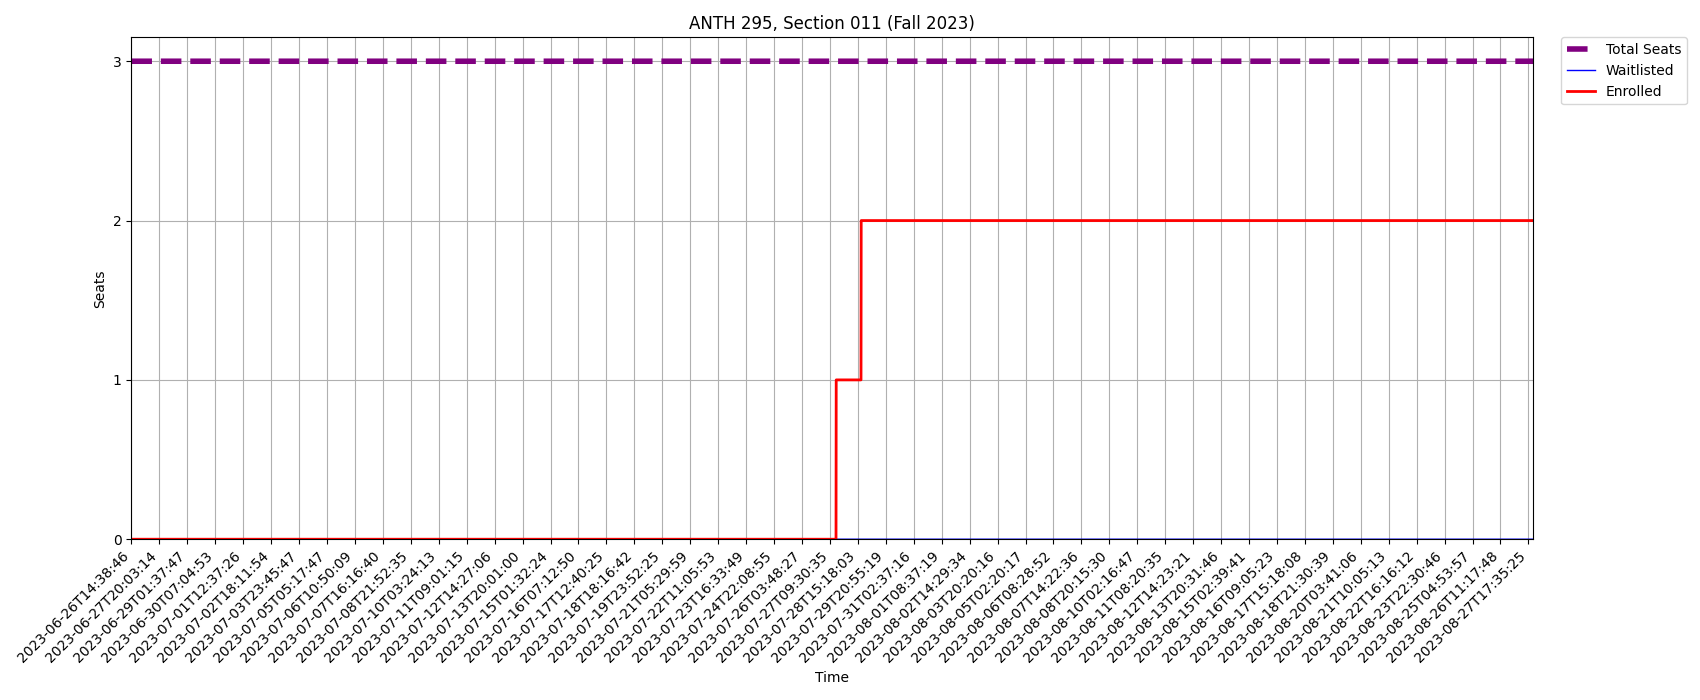 ANTH 295, Section 011 (Fall 2023)
Total Seats
Waitlisted
Enrolled
3
2
1
0
Seats
2023-06-26T14:38:46
2023-06-27T20:03:14
2023-06-29T01:37:47
2023-06-30T07:04:53
2023-07-01T12:37:26
2023-07-02T18:11:54
2023-07-03T23:45:47
2023-07-05T05:17:47
2023-07-06T10:50:09
2023-07-07T16:16:40
2023-07-08T21:52:35
2023-07-10T03:24:13
2023-07-11T09:01:15
2023-07-12T14:27:06
2023-07-13T20:01:00
2023-07-15T01:32:24
2023-07-16T07:12:50
2023-07-17T12:40:25
2023-07-18T18:16:42
2023-07-19T23:52:25
2023-07-21T05:29:59
2023-07-22T11:05:53
2023-07-23T16:33:49
2023-07-24T22:08:55
2023-07-26T03:48:27
2023-07-27T09:30:35
2023-07-28T15:18:03
2023-07-29T20:55:19
2023-07-31T02:37:16
2023-08-01T08:37:19
2023-08-02T14:29:34
2023-08-03T20:20:16
2023-08-05T02:20:17
2023-08-06T08:28:52
2023-08-07T14:22:36
2023-08-08T20:15:30
2023-08-10T02:16:47
2023-08-11T08:20:35
2023-08-12T14:23:21
2023-08-13T20:31:46
2023-08-15T02:39:41
2023-08-16T09:05:23
2023-08-17T15:18:08
2023-08-18T21:30:39
2023-08-20T03:41:06
2023-08-21T10:05:13
2023-08-22T16:16:12
2023-08-23T22:30:46
2023-08-25T04:53:57
2023-08-26T11:17:48
2023-08-27T17:35:25
Time